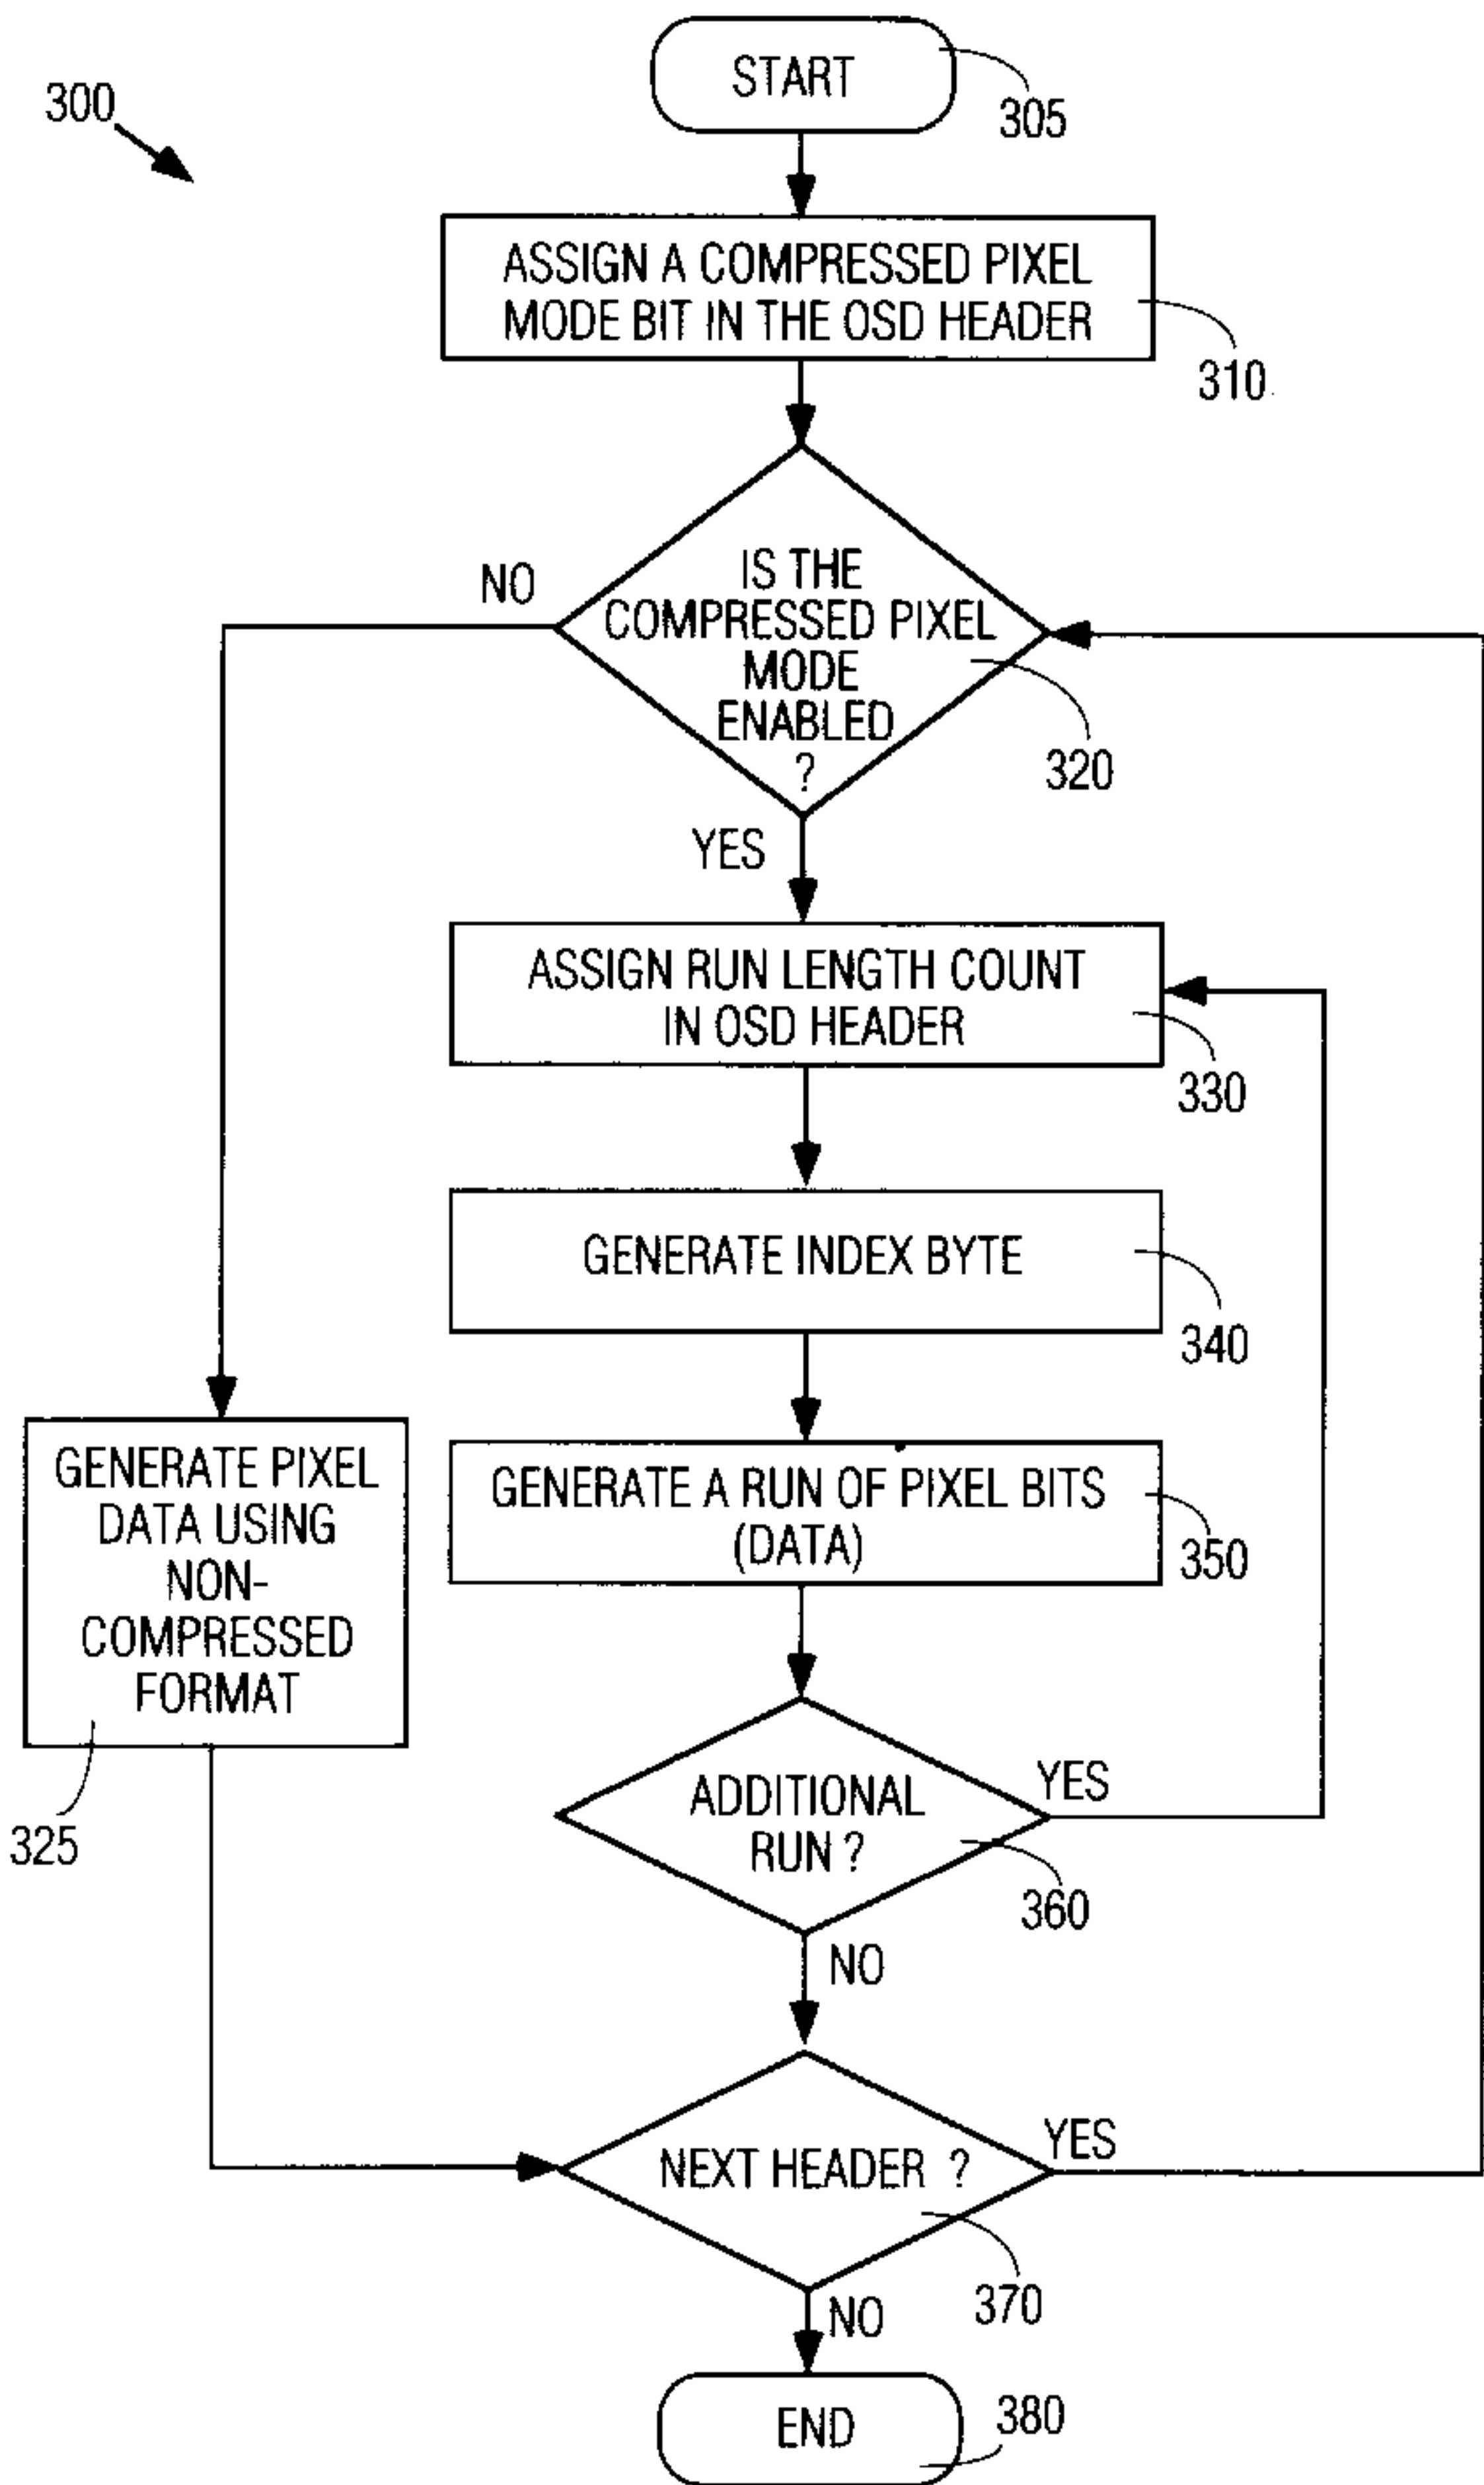 START
305
300
ASSIGN A COMPRESSED PIXEL
MODE BIT IN THE OSD HEADER
310
IS THE
COMPRESSED PIXEL
MODE
ENABLED
?
NO
320
YES
ASSIGN RUN LENGTH COUNT
IN OSD HEADER
330
GENERATE INDEX BYTE
340
GENERATE PIXEL
DATA USING
NON-
COMPRESSED
FORMAT
325
GENERATE A RUN OF PIXEL BITS
(DATA)
350
ADDITIONAL
RUN ?
YES
360
NO
NEXT HEADER ?
YES
370
NO
END
380